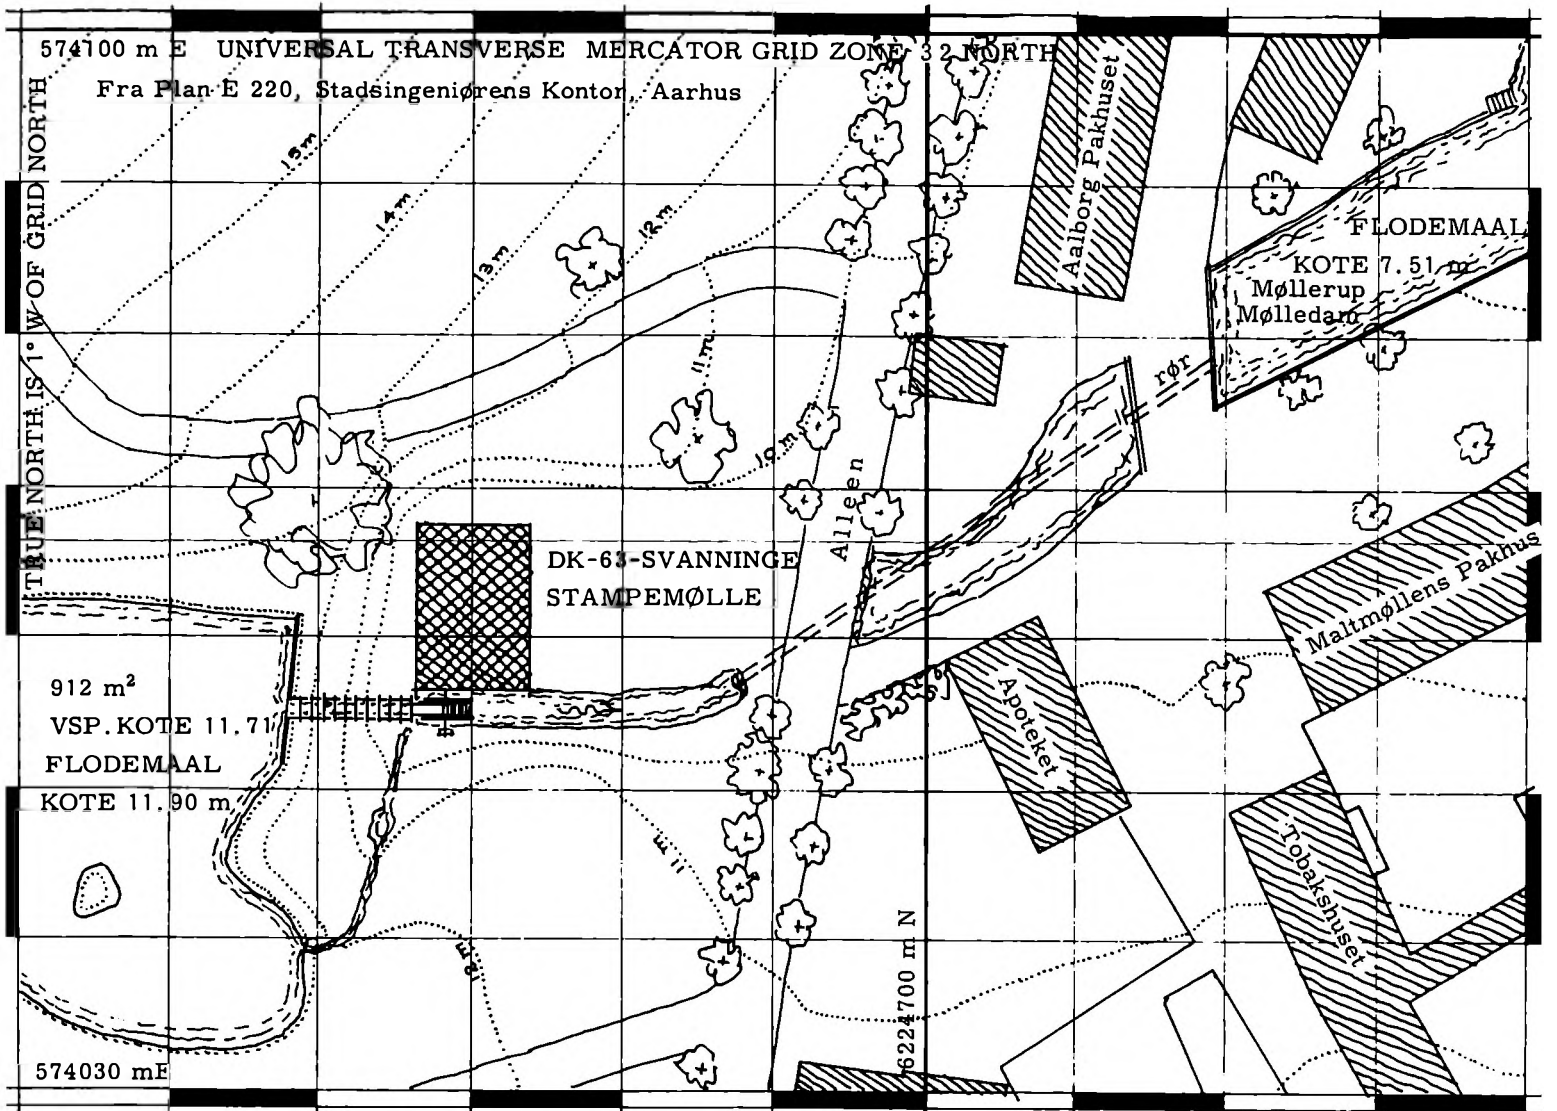 574100 m E UNIVERSAL TRANSVERSE MERCATOR GRID ZONE 32 NORTH
Fra Plan E 220, Stadsingeniørens Kontor, Aarhus
TRUE NORTH IS 1° W OF GRID NORTH
15m
14m
13m
12m
11m
10m
Aalborg Pakhuset
FLODEMAAL
KOTE 7.51 m
Møllerup
Mølledam
rør
Alleen
DK-63-SVANNINGE
STAMPEMØLLE
Maltmøllens Pakhus
912 m²
VSP. KOTE 11.71
FLODEMAAL
KOTE 11.90 m
Apoteket
Tobakshuset
11m
12m
6224700 m N
574030 mE